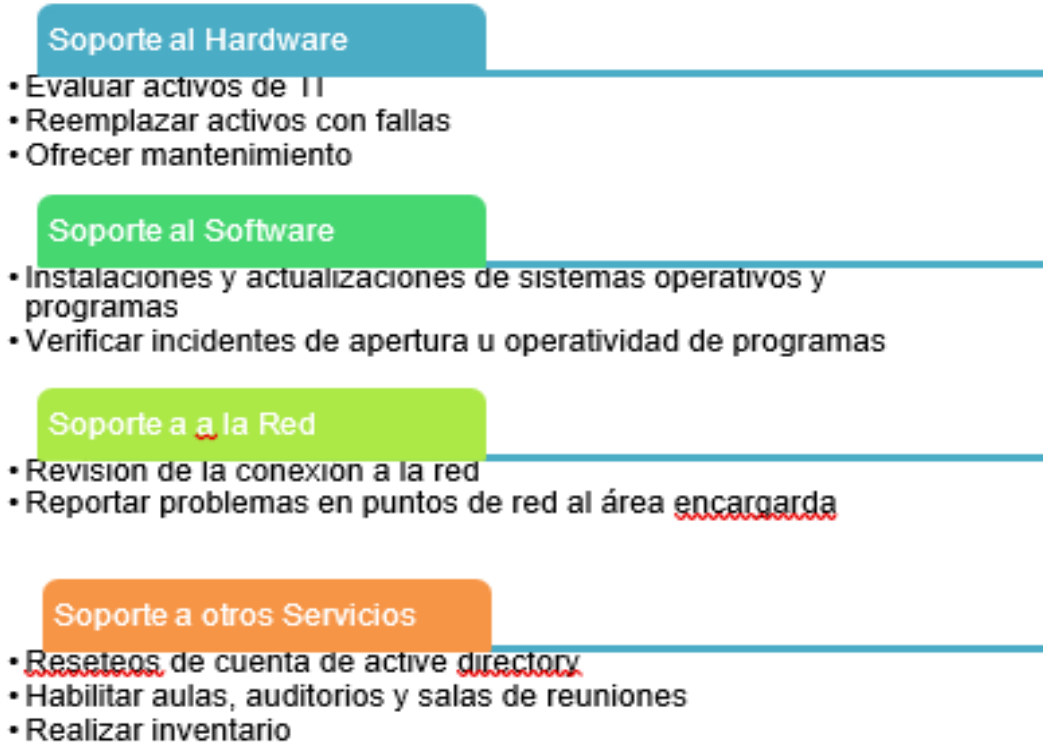 Soporte al Hardware
• Evaluar activos de TI
• Reemplazar activos con fallas
• Ofrecer mantenimiento
Soporte al Software
• Instalaciones y actualizaciones de sistemas operativos y
programas
• Verificar incidentes de apertura u operatividad de programas
Soporte a a la Red
• Revisión de la conexión a la red
• Reportar problemas en puntos de red al área encargarda
Soporte a otros Servicios
• Reseteos de cuenta de active directory
• Habilitar aulas, auditorios y salas de reuniones
• Realizar inventario